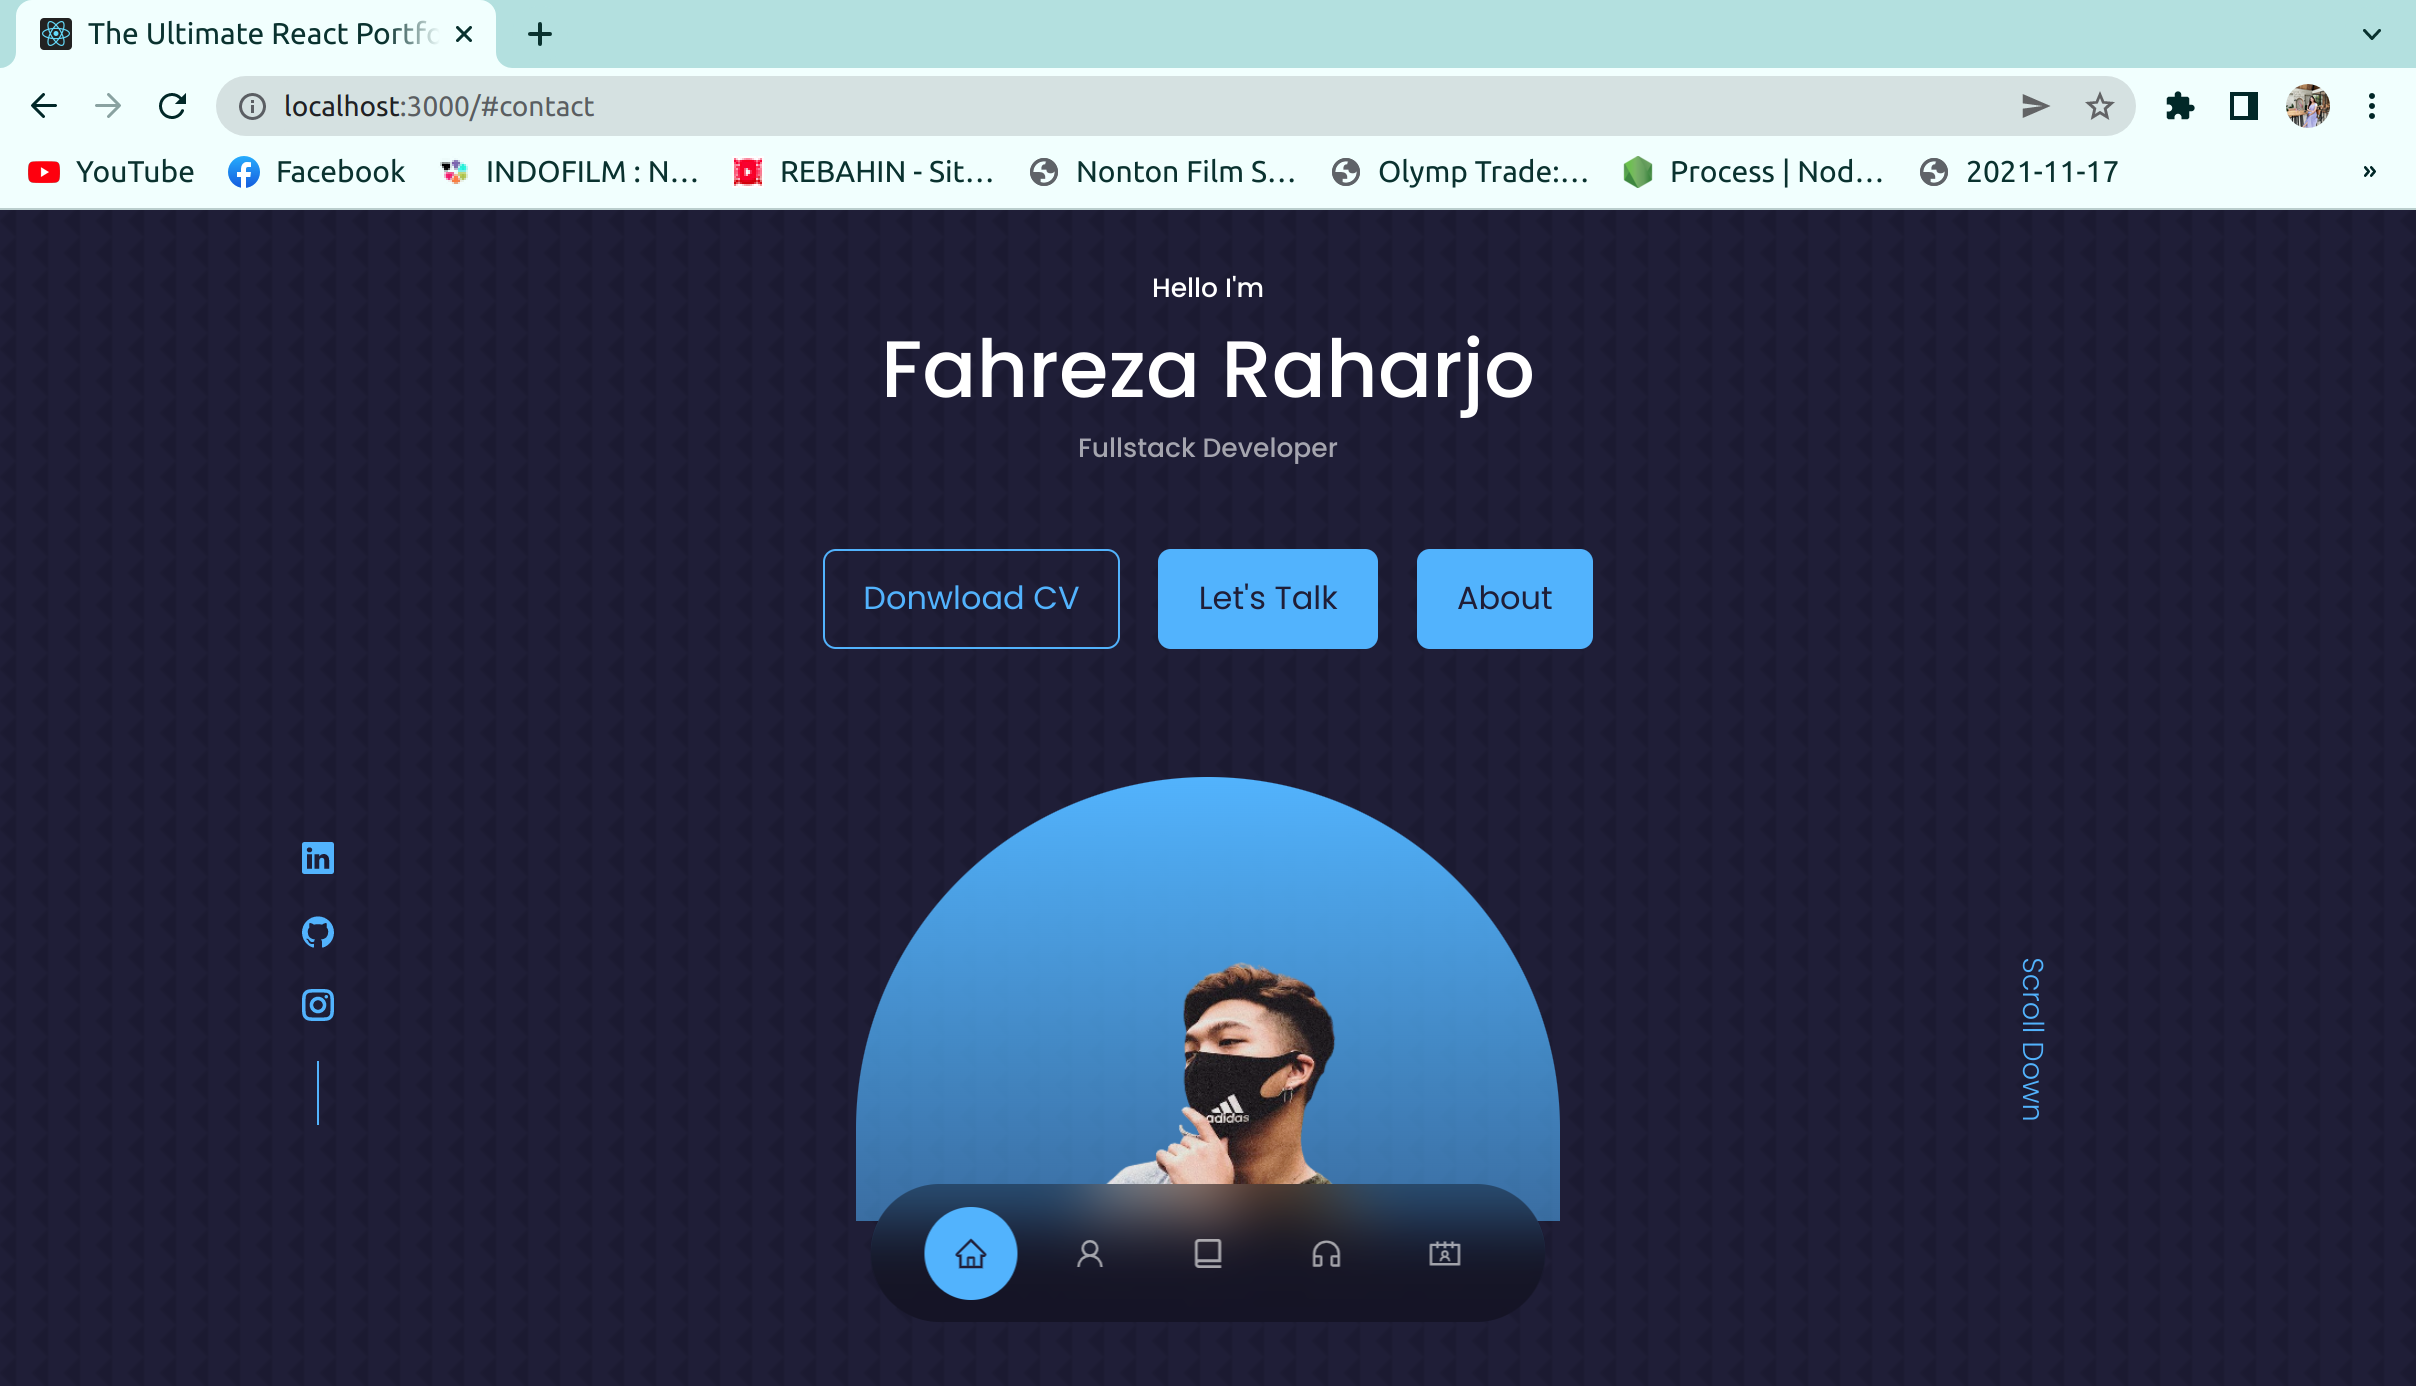 The Ultimate React Portfo
localhost:3000/#contact
YouTube Facebook INDOFILM : N... REBAHIN - Sit... Nonton Film S... Olymp Trade:... Process | Nod... 2021-11-17 »
Hello I'm
Fahreza Raharjo
Fullstack Developer
Donwload CV Let's Talk About
in
Scroll Down
adidas